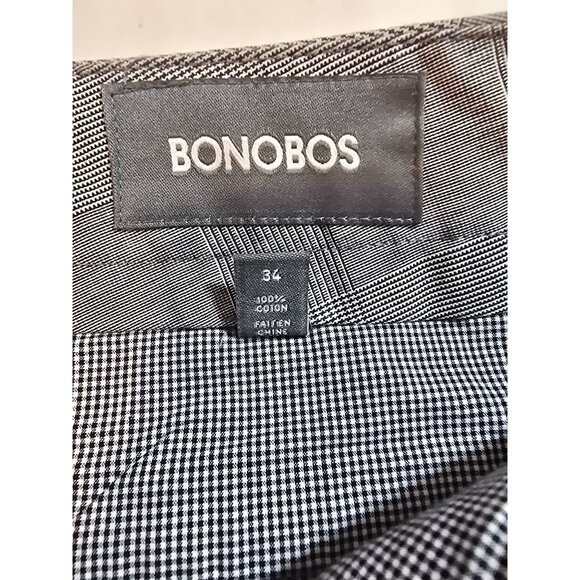 BONOBOS
34
100%
COTON
FAIT EN
CHINE